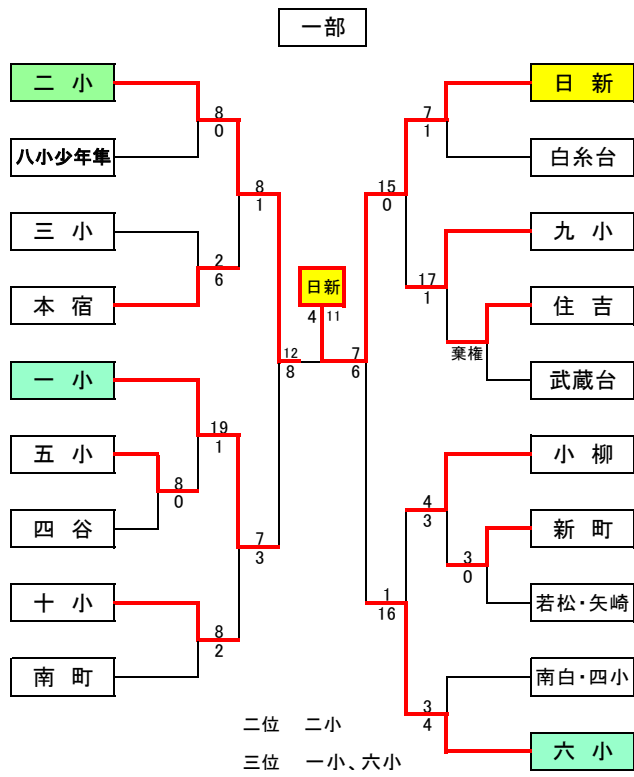 一部
二小
八小少年隼
8
0
三小
本宿
2
6
8
1
一小
五小
四谷
8
0
19
1
十小
南町
8
2
7
3
12
8
日新
4 11
7
6
日新
白糸台
7
1
15
0
九小
住吉
武蔵台
棄権
17
1
小柳
新町
若松・矢崎
3
0
4
3
1
16
南白・四小
六小
3
4
二位 二小
三位 一小、六小